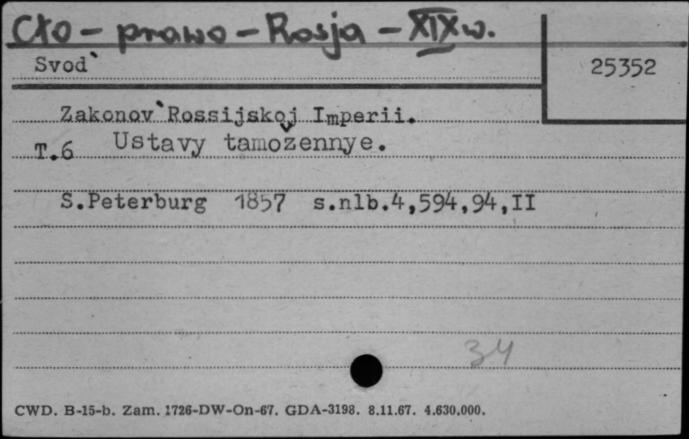 Cło - prawo - Rosja - XIX w.
Svod`
25352
Zakonov`Rossijskoj Imperii.
T.6 Ustavy tamožennye.
S.Peterburg 1857 s.nlb.4,594,94,II
34
CWD. B-15-b. Zam. 1726-DW-On-67. GDA-3198. 8.11.67. 4.630.000.